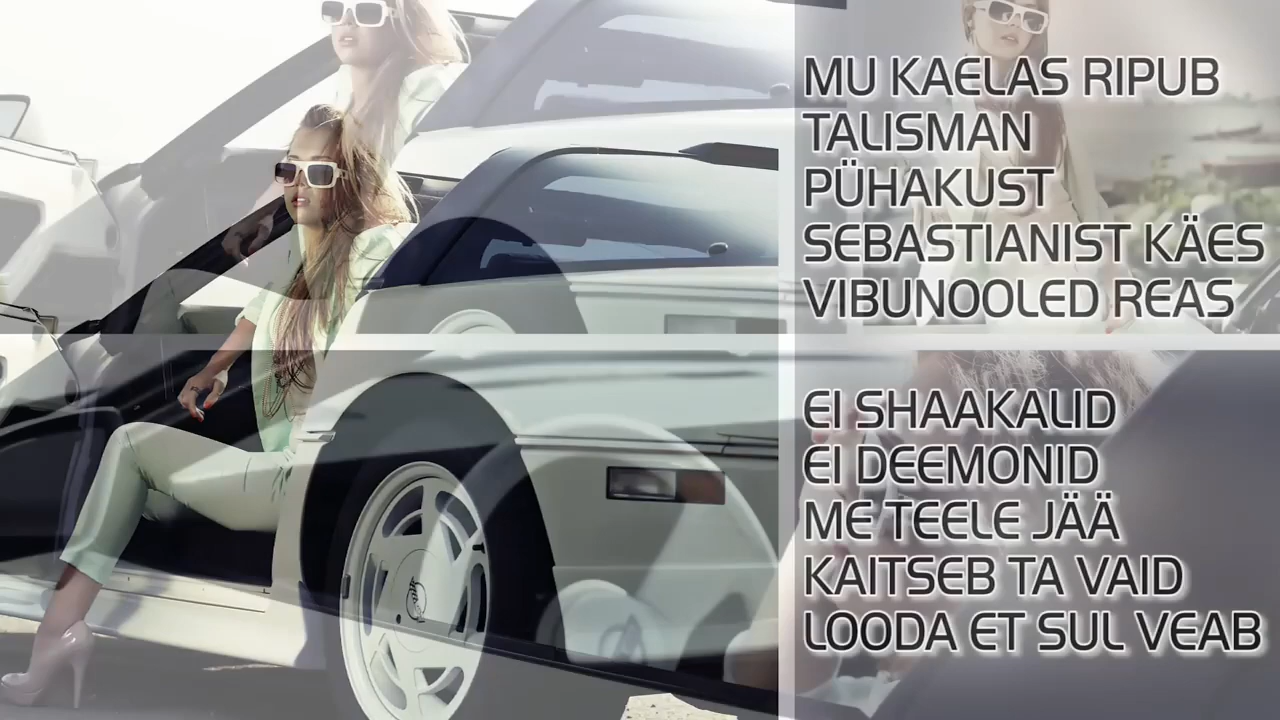 MU KAELAS RIPUB
TALISMAN
PÜHAKUST
SEBASTIANIST KÄES
VIBUNOOLED REAS
EI SHAAKALID
EI DEEMONID
ME TEELE JÄÄ
KAITSEB TA VAID
LOODA ET SUL VEAB